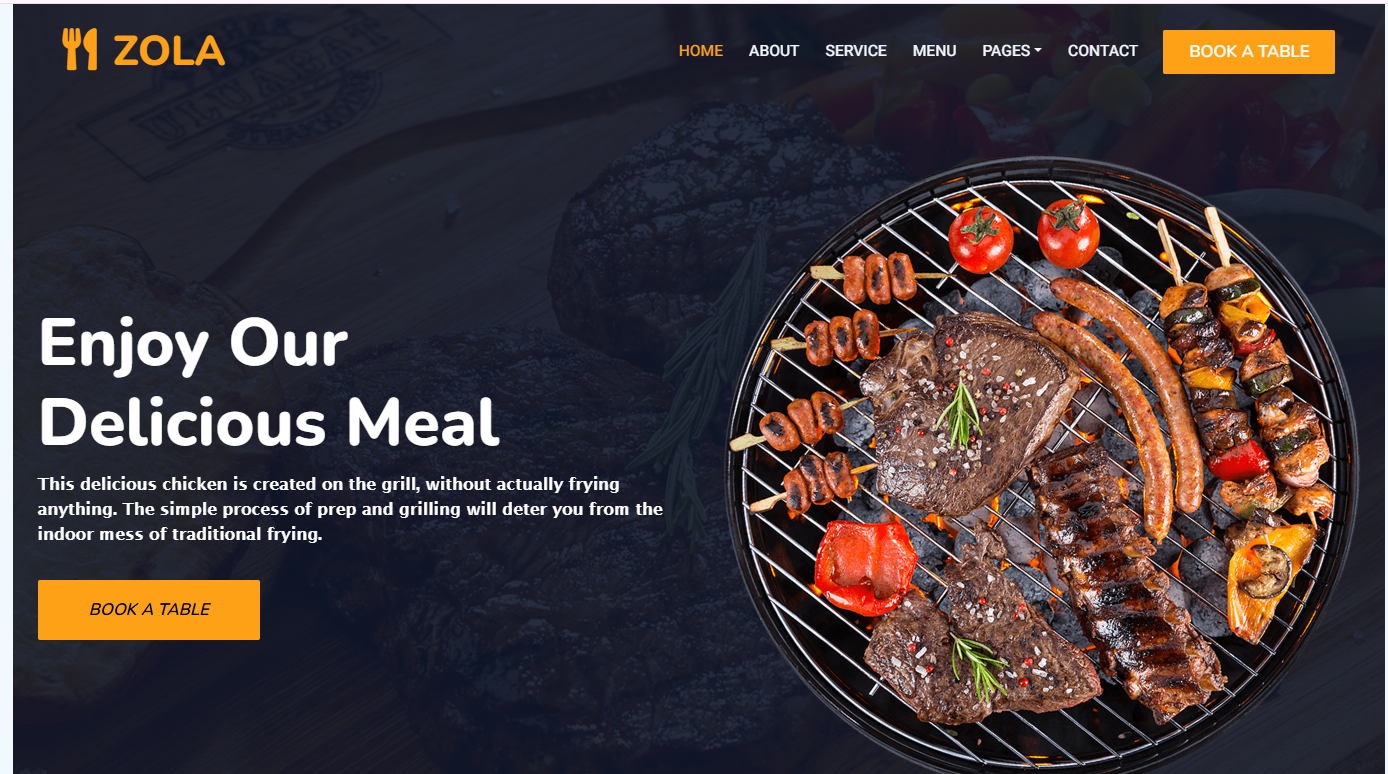 ZOLA
HOME ABOUT SERVICE MENU PAGES CONTACT BOOK A TABLE
Enjoy Our
Delicious Meal
This delicious chicken is created on the grill, without actually frying
anything. The simple process of prep and grilling will deter you from the
indoor mess of traditional frying.
BOOK A TABLE